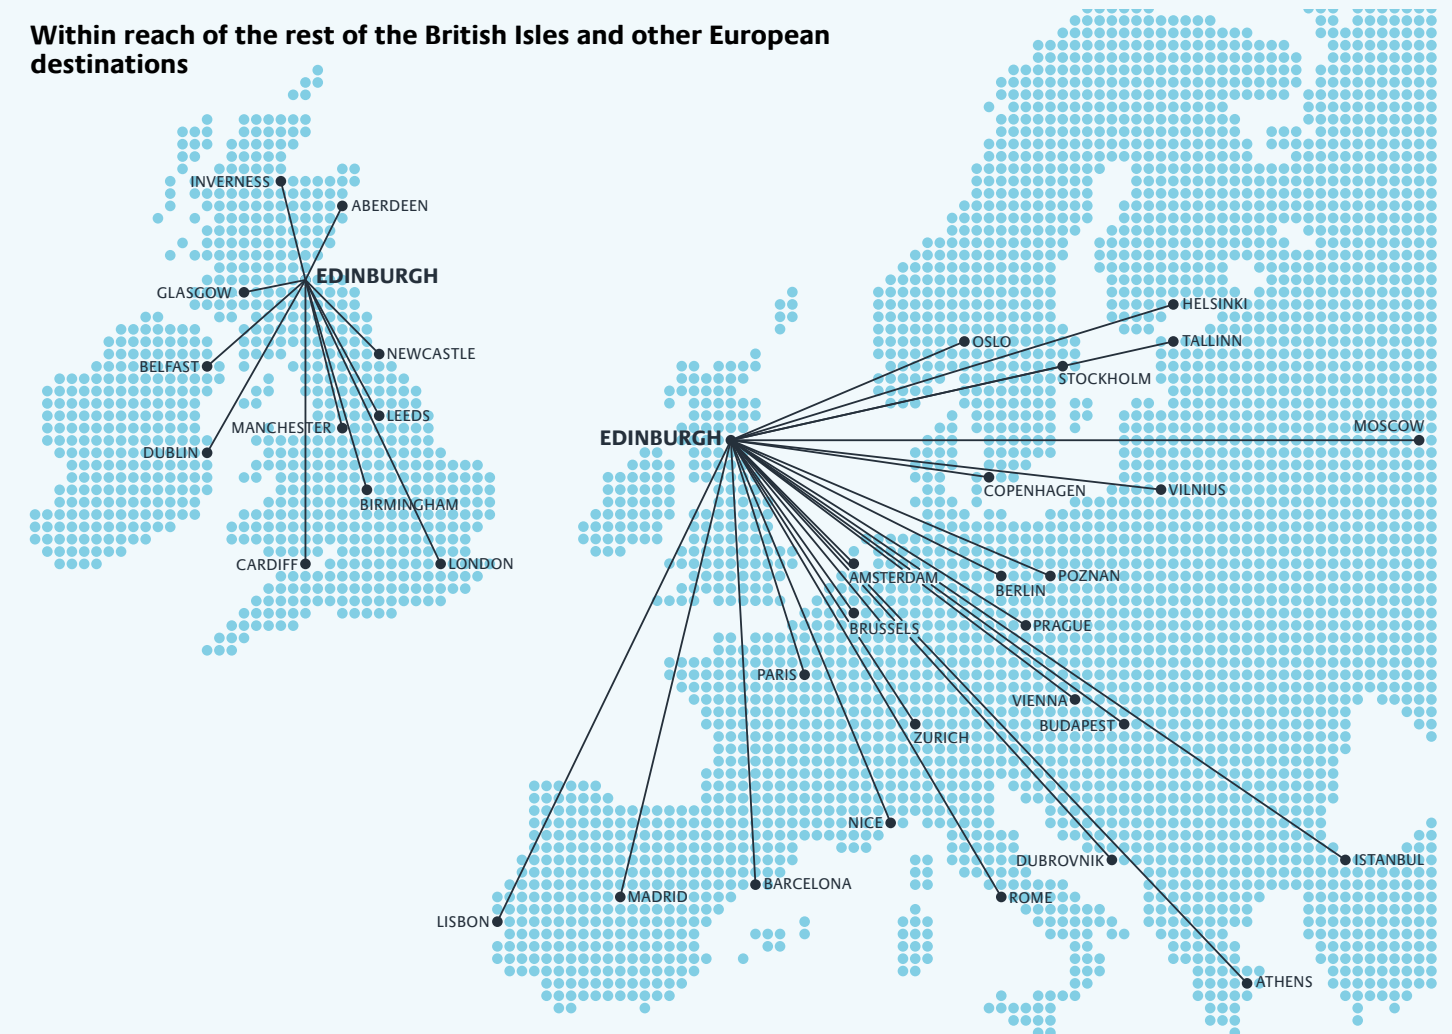 Within reach of the rest of the British Isles and other European
destinations
INVERNESS
ABERDEEN
EDINBURGH
GLASGOW
NEWCASTLE
BELFAST
LEEDS
MANCHESTER
DUBLIN
BIRMINGHAM
CARDIFF
LONDON
HELSINKI
OSLO
TALLINN
STOCKHOLM
MOSCOW
EDINBURGH
COPENHAGEN
VILNIUS
AMSTERDAM
POZNAN
BERLIN
BRUSSELS
PRAGUE
PARIS
VIENNA
BUDAPEST
ZURICH
NICE
DUBROVNIK
ISTANBUL
BARCELONA
MADRID
ROME
LISBON
ATHENS